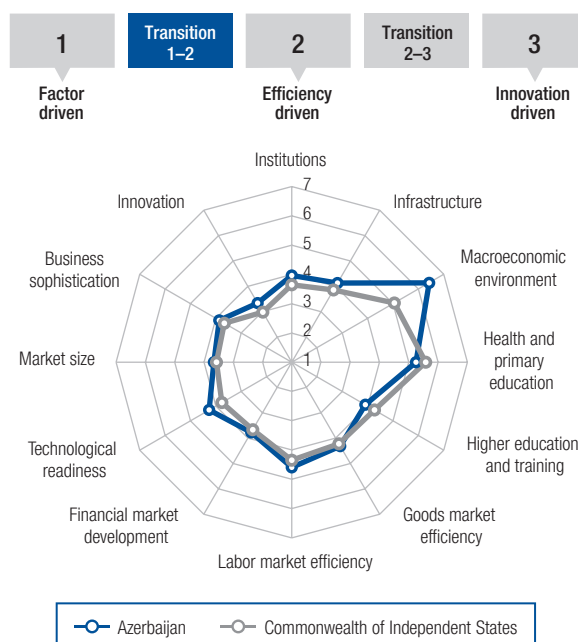 1
Transition
1–2
2
Transition
2–3
3
Factor
driven
Efficiency
driven
Innovation
driven
Institutions
7
Innovation
Infrastructure
6
5
Business
sophistication
Macroeconomic
environment
4
3
2
Market size
1
Health and
primary
education
Technological
readiness
Higher education
and training
Financial market
development
Goods market
efficiency
Labor market efficiency
Azerbaijan
Commonwealth of Independent States